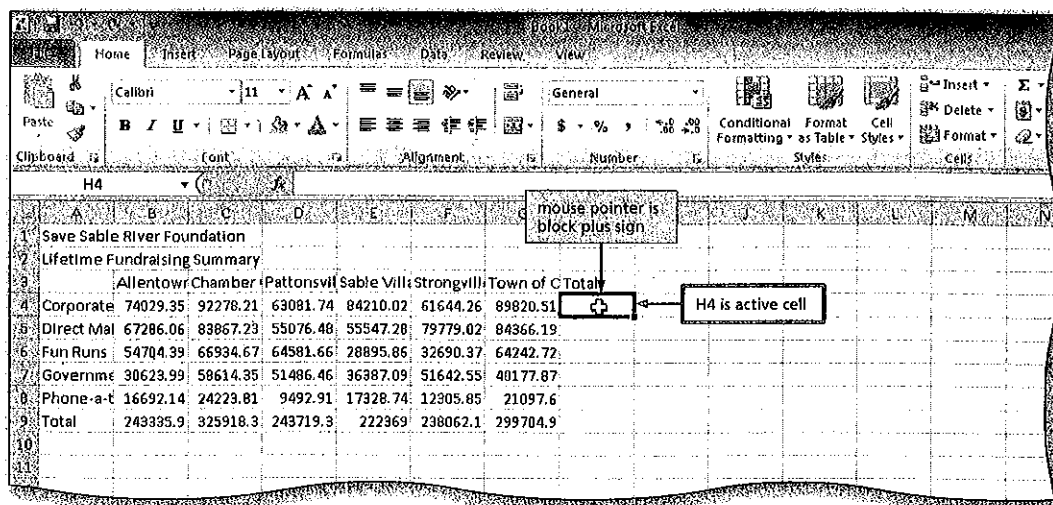 Book1 - Microsoft Excel
Home Insert Page Layout Formulas Data Review View
Calibri 11 A A General Insert Σ
Paste B I U A $ % , .0 .00 Conditional Formatting Format as Table Cell Styles Delete
Format
Clipboard Font Alignment Number Styles Cells
H4 fx
mouse pointer is
block plus sign
A B C D E F G J K L M N
1 Save Sable River Foundation
2 Lifetime Fundraising Summary
3 Allentown Chamber Pattonsvil Sable Villa Strongvill Town of C Total
4 Corporate 74029.35 92278.21 63081.74 84210.02 61644.26 89820.51
H4 is active cell
5 Direct Mai 67286.06 83867.23 55076.48 55547.28 79779.02 84366.19
6 Fun Runs 54704.39 66934.67 64581.66 28895.86 32690.37 64242.72
7 Governme 30623.99 58614.35 51486.46 36387.09 51642.55 40177.87
8 Phone-a-t 16692.14 24223.81 9492.91 17328.74 12305.85 21097.6
9 Total 243335.9 325918.3 243719.3 222369 238062.1 299704.9
10
11